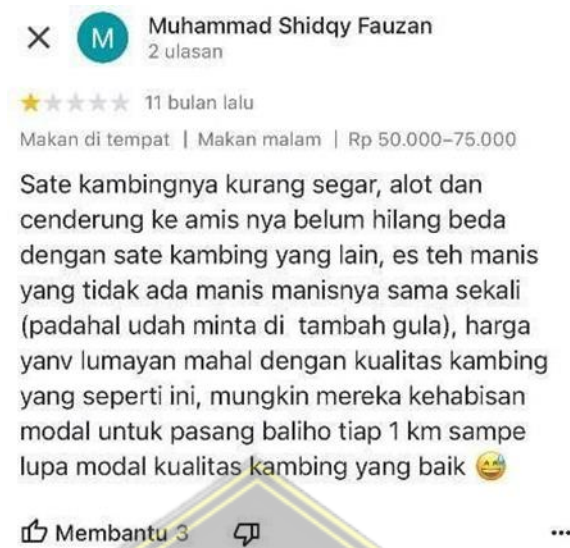 Muhammad Shidqy Fauzan
M
2 ulasan
11 bulan lalu
Makan di tempat | Makan malam | Rp 50.000–75.000
Sate kambingnya kurang segar, alot dan
cenderung ke amis nya belum hilang beda
dengan sate kambing yang lain, es teh manis
yang tidak ada manis manisnya sama sekali
(padahal udah minta di tambah gula), harga
yanv lumayan mahal dengan kualitas kambing
yang seperti ini, mungkin mereka kehabisan
modal untuk pasang baliho tiap 1 km sampe
lupa modal kualitas kambing yang baik 😅
Membantu 3